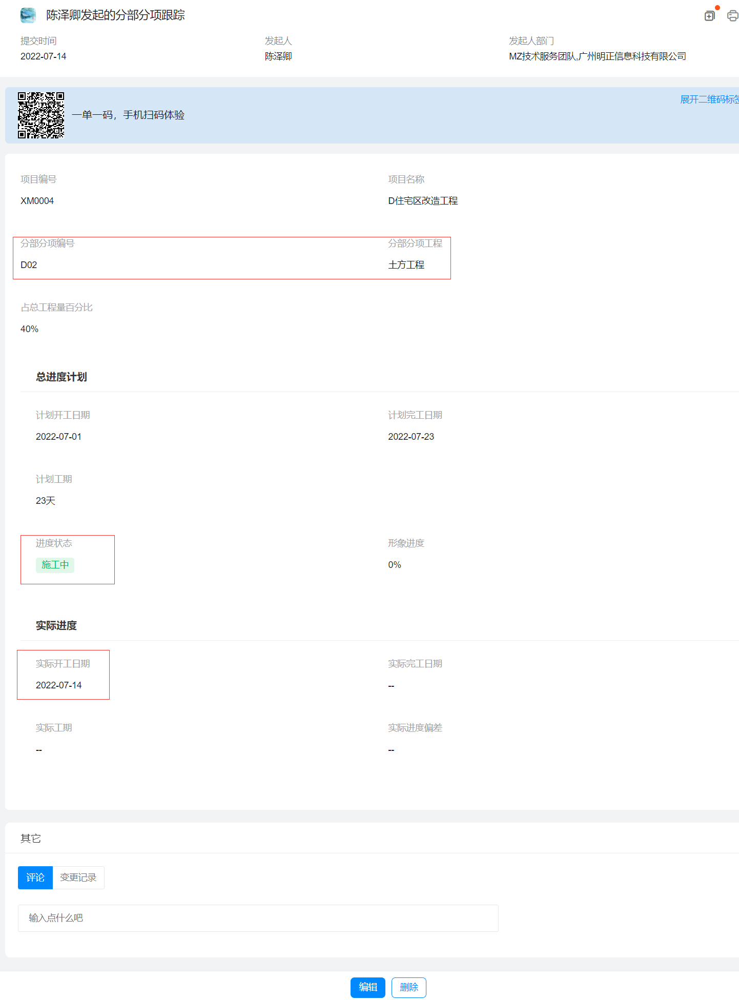 陈泽卿发起的分部分项跟踪
提交时间 发起人 发起人部门
2022-07-14 陈泽卿 MZ技术服务团队,广州明正信息科技有限公司
展开二维码标签
一单一码，手机扫码体验
项目编号 项目名称
XM0004 D住宅区改造工程
分部分项编号 分部分项工程
D02 土方工程
占总工程量百分比
40%
总进度计划
计划开工日期 计划完工日期
2022-07-01 2022-07-23
计划工期
23天
进度状态 形象进度
施工中 0%
实际进度
实际开工日期 实际完工日期
2022-07-14 --
实际工期 实际进度偏差
-- --
其它
评论 变更记录
输入点什么吧
编辑 删除